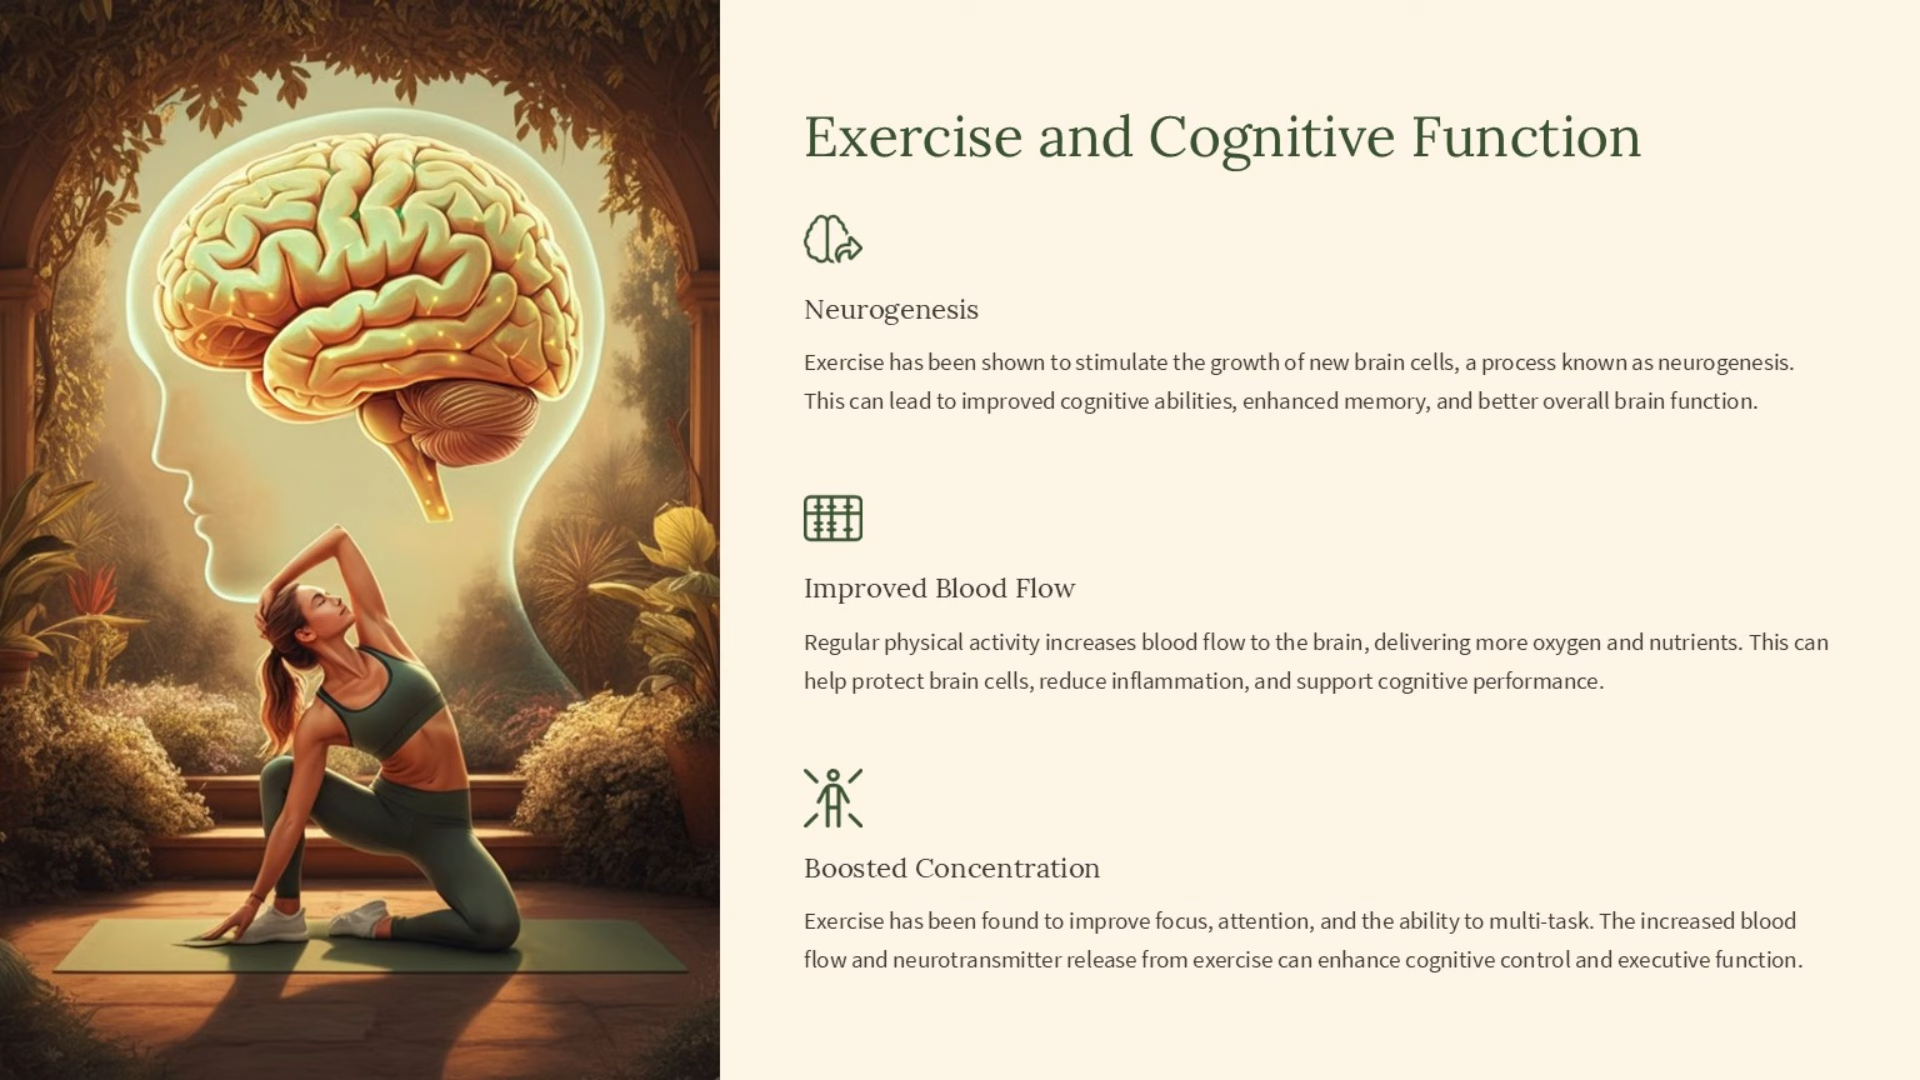 Exercise and Cognitive Function
Neurogenesis
Exercise has been shown to stimulate the growth of new brain cells, a process known as neurogenesis.
This can lead to improved cognitive abilities, enhanced memory, and better overall brain function.
Improved Blood Flow
Regular physical activity increases blood flow to the brain, delivering more oxygen and nutrients. This can
help protect brain cells, reduce inflammation, and support cognitive performance.
Boosted Concentration
Exercise has been found to improve focus, attention, and the ability to multi-task. The increased blood
flow and neurotransmitter release from exercise can enhance cognitive control and executive function.